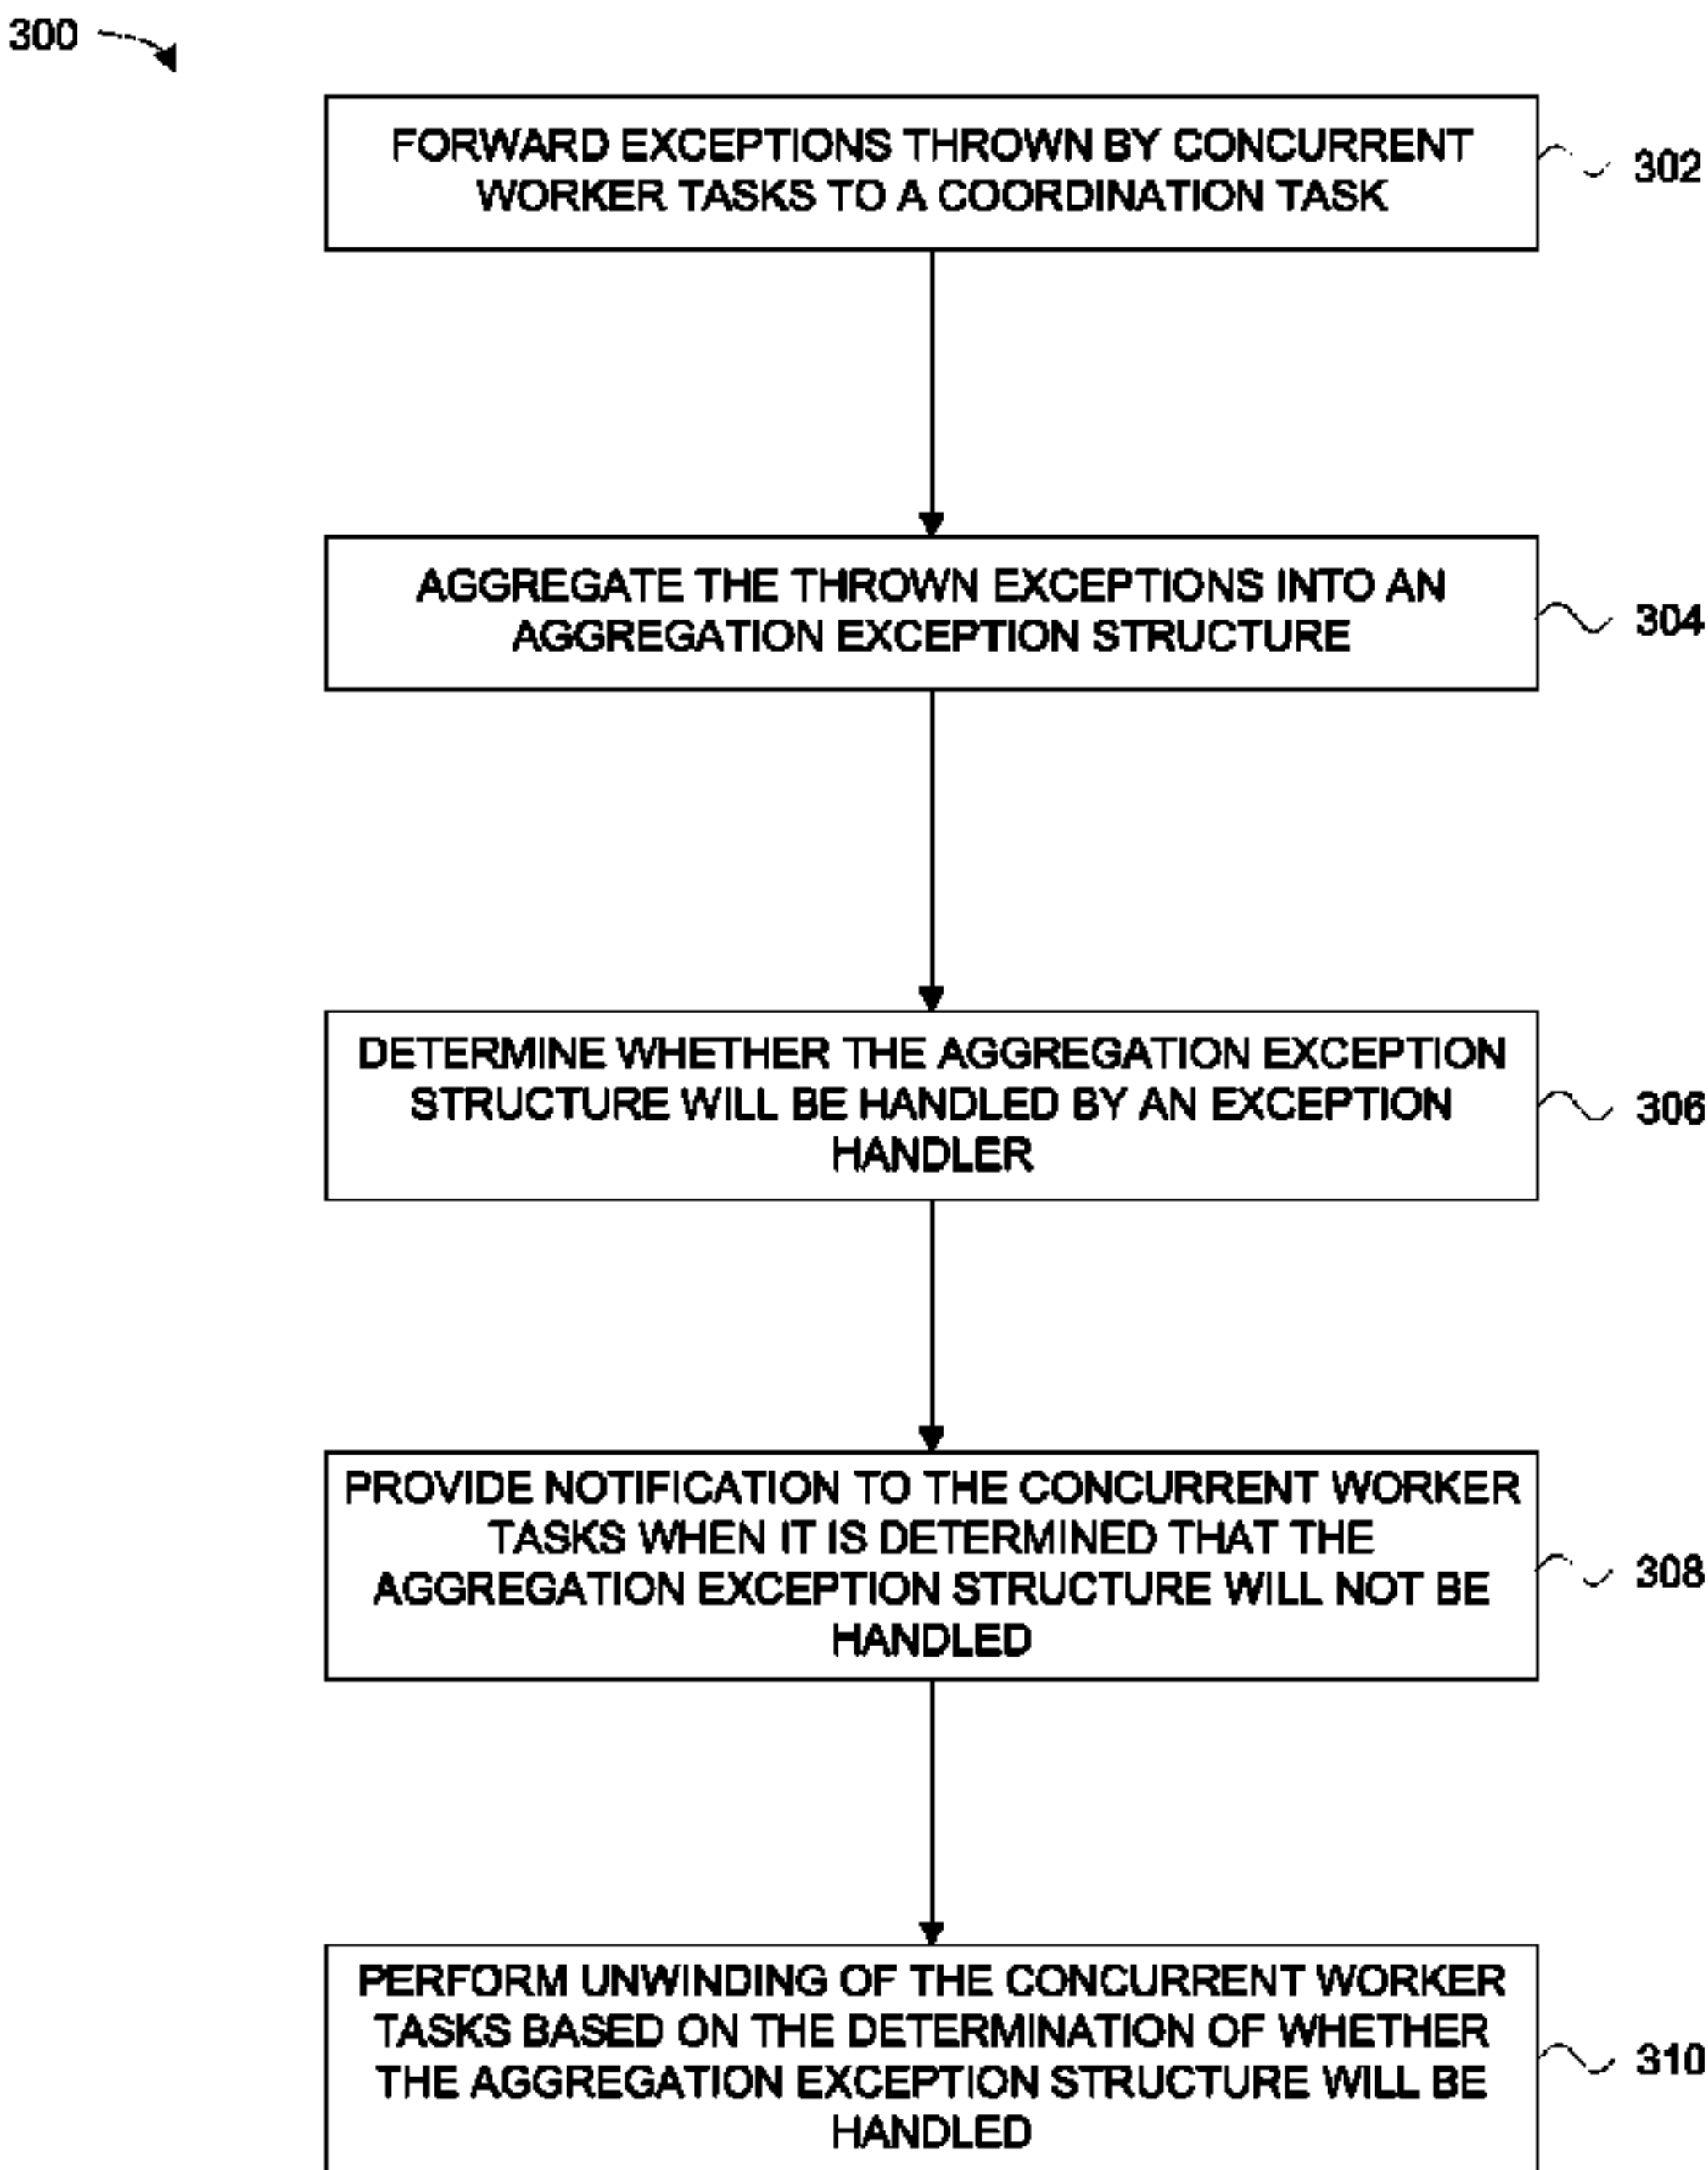 300
FORWARD EXCEPTIONS THROWN BY CONCURRENT
WORKER TASKS TO A COORDINATION TASK
302
AGGREGATE THE THROWN EXCEPTIONS INTO AN
AGGREGATION EXCEPTION STRUCTURE
304
DETERMINE WHETHER THE AGGREGATION EXCEPTION
STRUCTURE WILL BE HANDLED BY AN EXCEPTION
HANDLER
306
PROVIDE NOTIFICATION TO THE CONCURRENT WORKER
TASKS WHEN IT IS DETERMINED THAT THE
AGGREGATION EXCEPTION STRUCTURE WILL NOT BE
HANDLED
308
PERFORM UNWINDING OF THE CONCURRENT WORKER
TASKS BASED ON THE DETERMINATION OF WHETHER
THE AGGREGATION EXCEPTION STRUCTURE WILL BE
HANDLED
310